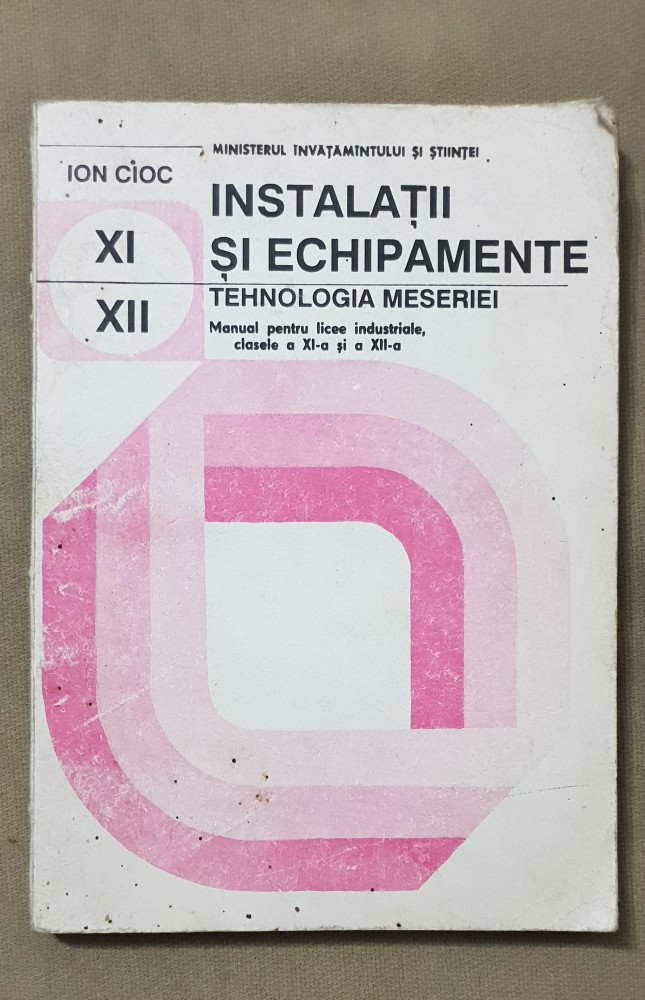 MINISTERUL ÎNVĂȚĂMÎNTULUI ȘI ȘTIINȚEI
ION CIOC
INSTALAȚII
ȘI ECHIPAMENTE
TEHNOLOGIA MESERIEI
Manual pentru licee industriale,
clasele a XI-a și a XII-a
XI
XII